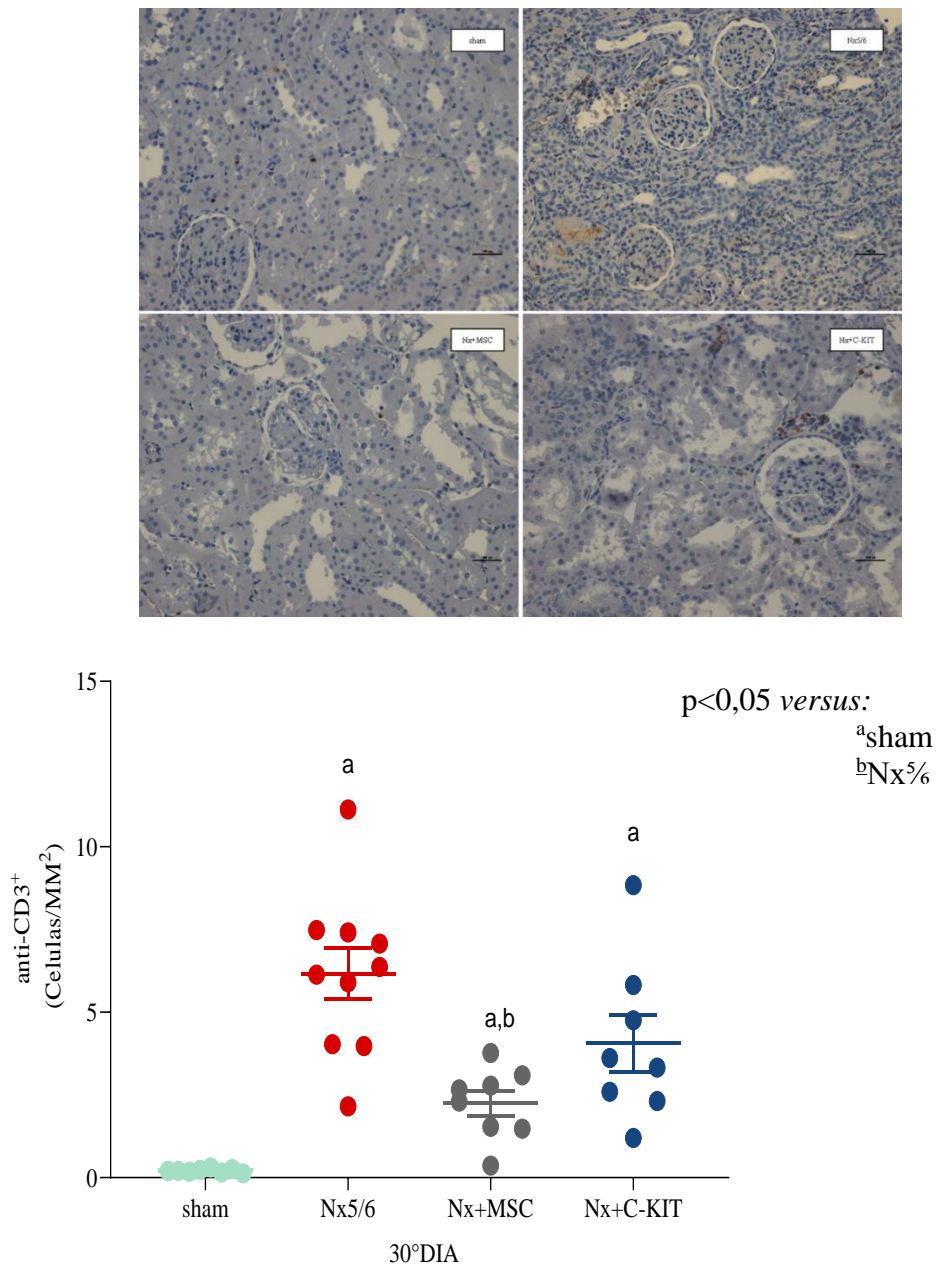 sham
Nx5/6
Nx+MSC
Nx+C-KIT
p<0,05 versus:
ᵃsham
ᵇNx⅚
anti-CD3⁺
(Celulas/MM²)
15
10
5
0
a
a,b
a
sham
Nx5/6
Nx+MSC
Nx+C-KIT
30°DIA